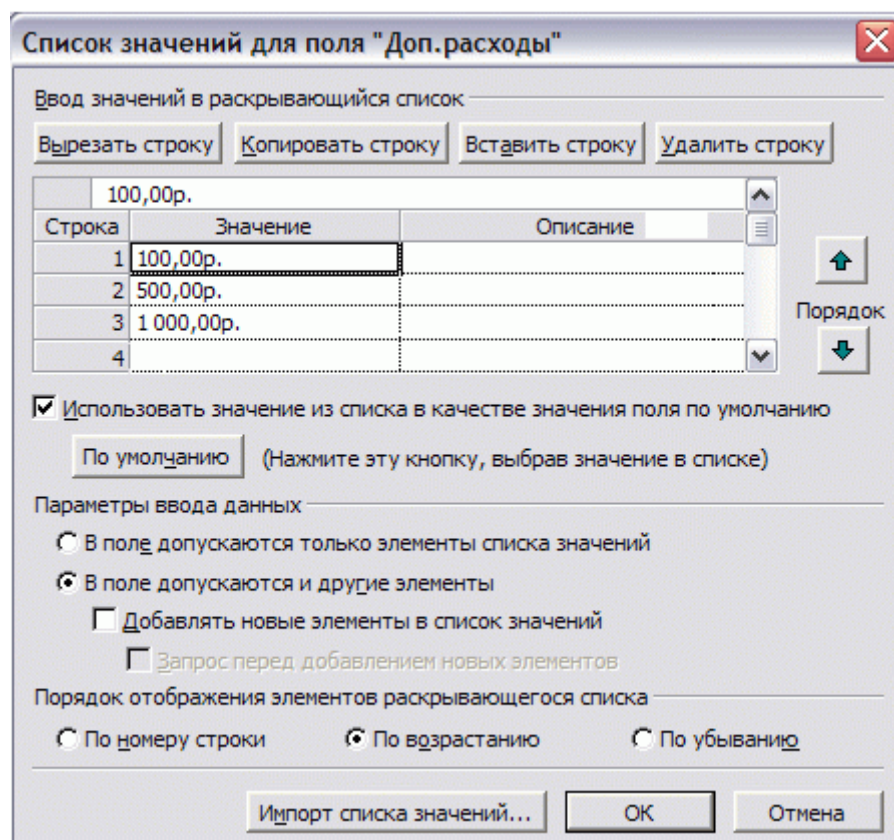 Список значений для поля "Доп.расходы"
Ввод значений в раскрывающийся список
Вырезать строку Копировать строку Вставить строку Удалить строку
100,00р.
Строка Значение Описание
1 100,00р.
2 500,00р.
3 1 000,00р.
4
Порядок
Использовать значение из списка в качестве значения поля по умолчанию
По умолчанию (Нажмите эту кнопку, выбрав значение в списке)
Параметры ввода данных
В поле допускаются только элементы списка значений
В поле допускаются и другие элементы
Добавлять новые элементы в список значений
Запрос перед добавлением новых элементов
Порядок отображения элементов раскрывающегося списка
По номеру строки По возрастанию По убыванию
Импорт списка значений... ОК Отмена